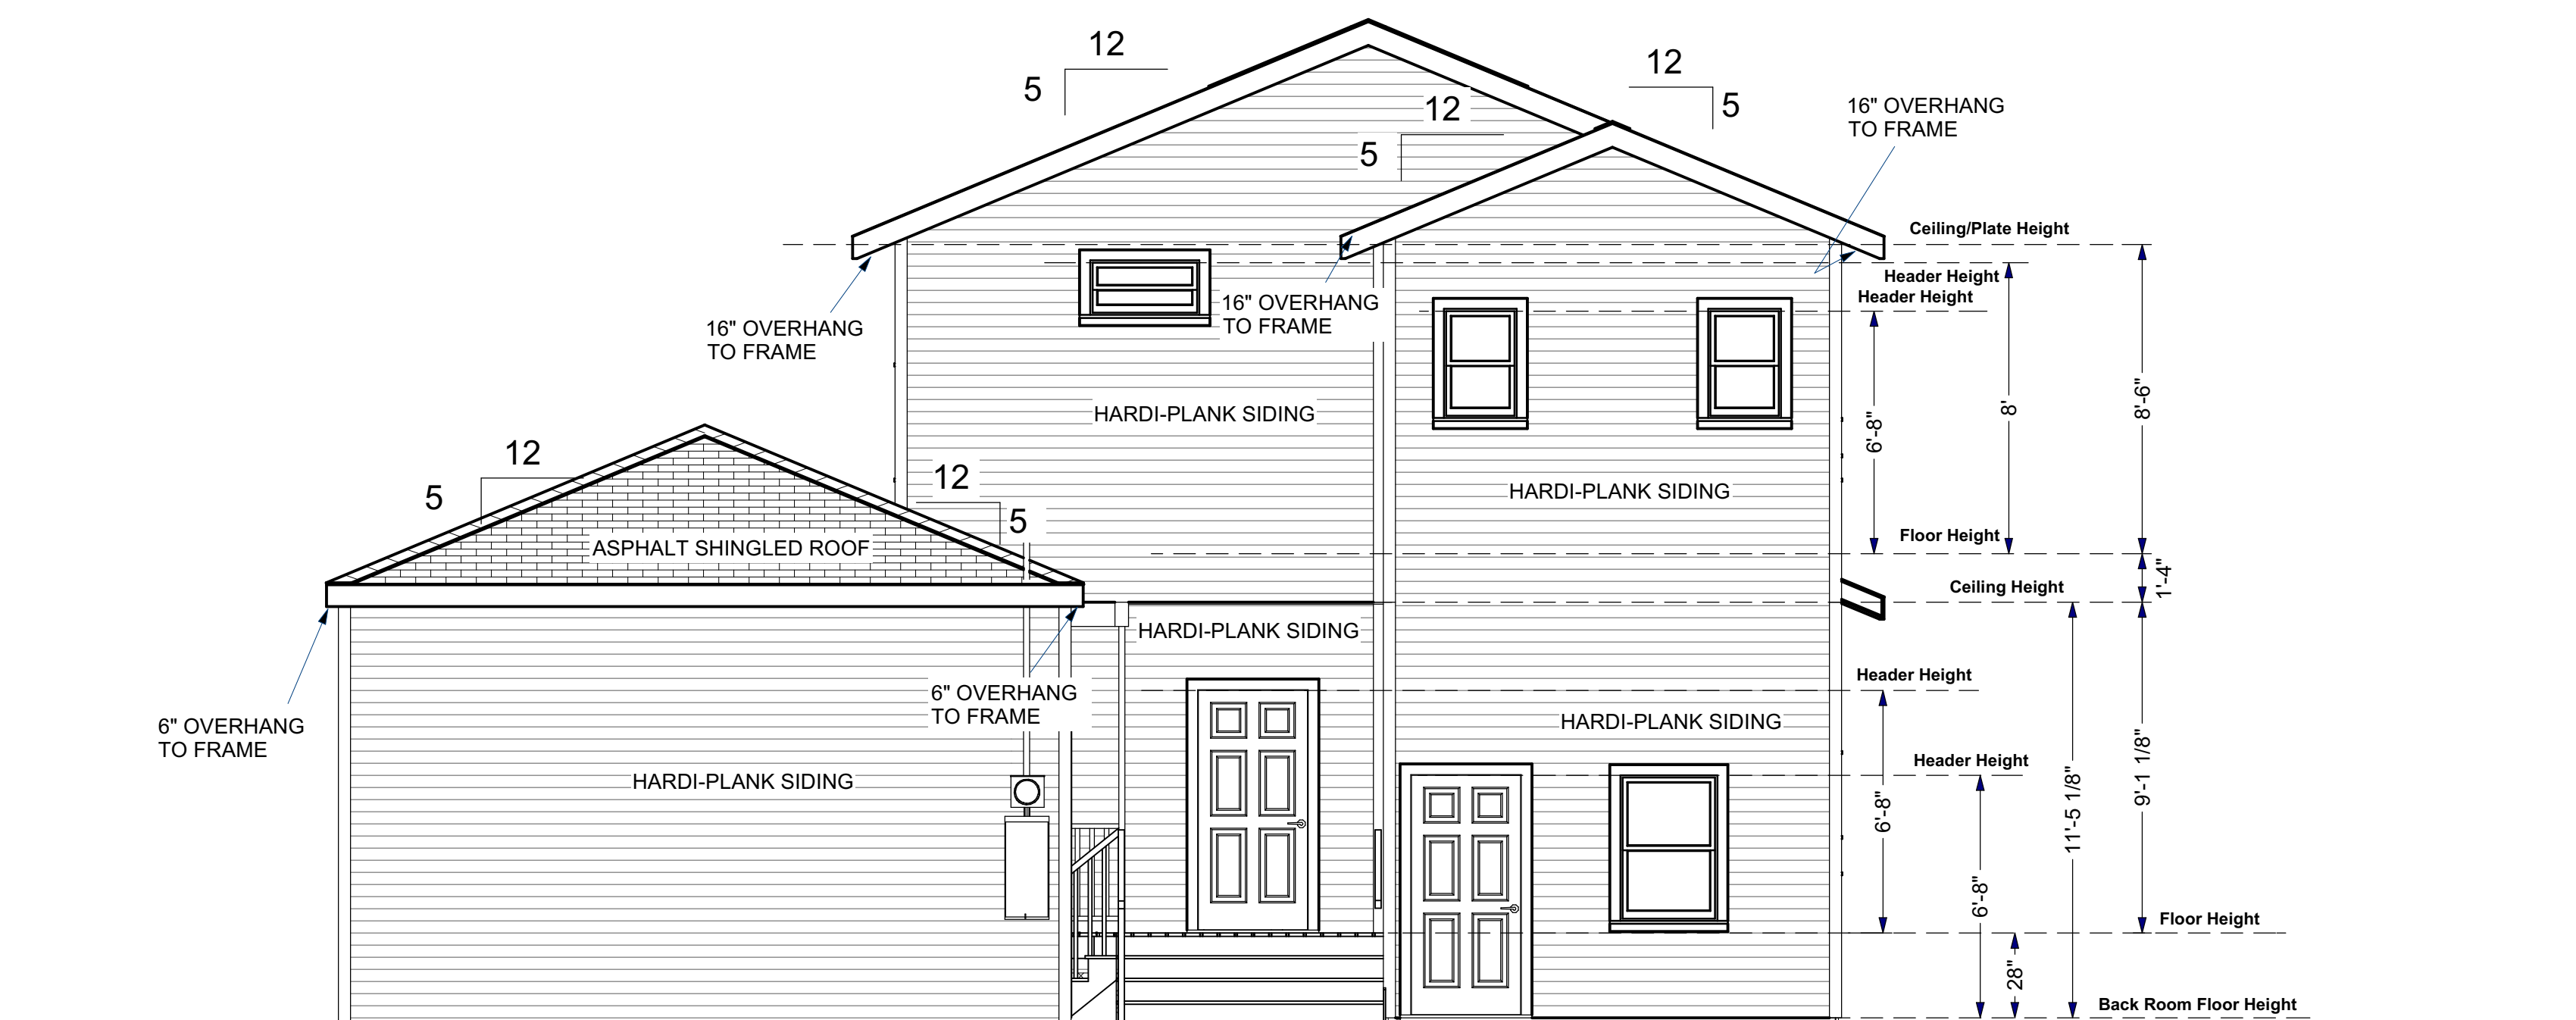 12
5
12
5
12
5
16" OVERHANG
TO FRAME
Ceiling/Plate Height
Header Height
Header Height
16" OVERHANG
TO FRAME
16" OVERHANG
TO FRAME
6'-8"
8'
8'-6"
HARDI-PLANK SIDING
HARDI-PLANK SIDING
12
5
12
5
ASPHALT SHINGLED ROOF
Floor Height
1'-4"
Ceiling Height
HARDI-PLANK SIDING
6" OVERHANG
TO FRAME
6" OVERHANG
TO FRAME
Header Height
HARDI-PLANK SIDING
HARDI-PLANK SIDING
Header Height
6'-8"
6'-8"
11'-5 1/8"
9'-1 1/8"
Floor Height
28"
Back Room Floor Height